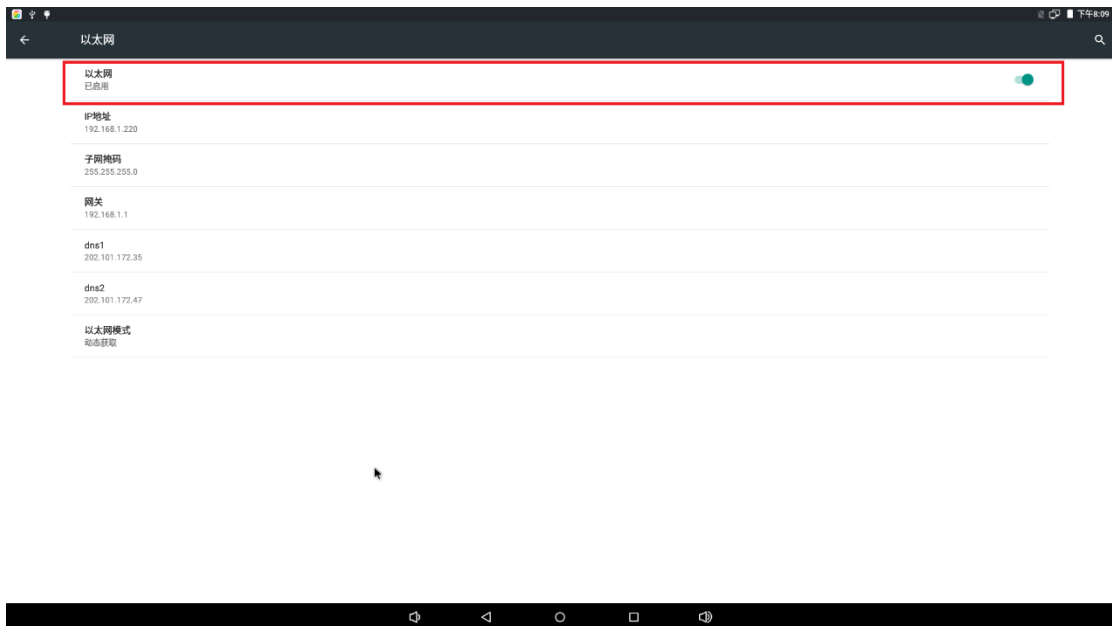 下午8:09
以太网
以太网
已启用
IP地址
192.168.1.220
子网掩码
255.255.255.0
网关
192.168.1.1
dns1
202.101.172.35
dns2
202.101.172.47
以太网模式
动态获取